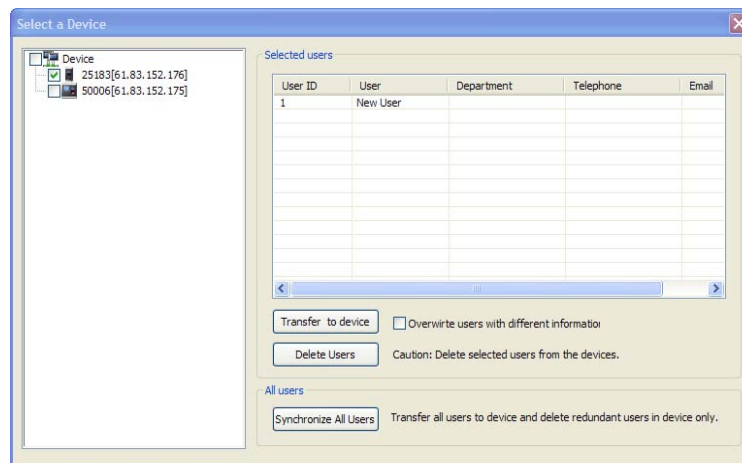 Select a Device
Device
25183[61.83.152.176]
50006[61.83.152.175]
Selected users
User ID User Department Telephone Email
1 New User
Transfer to device
Overwirte users with different information
Delete Users
Caution: Delete selected users from the devices.
All users
Synchronize All Users
Transfer all users to device and delete redundant users in device only.